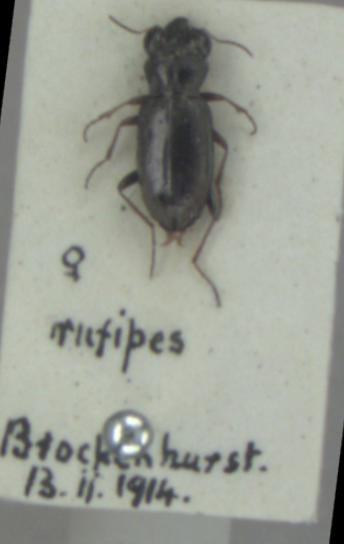 ♀
rufipes
Brockenhurst.
13. ii. 1914.